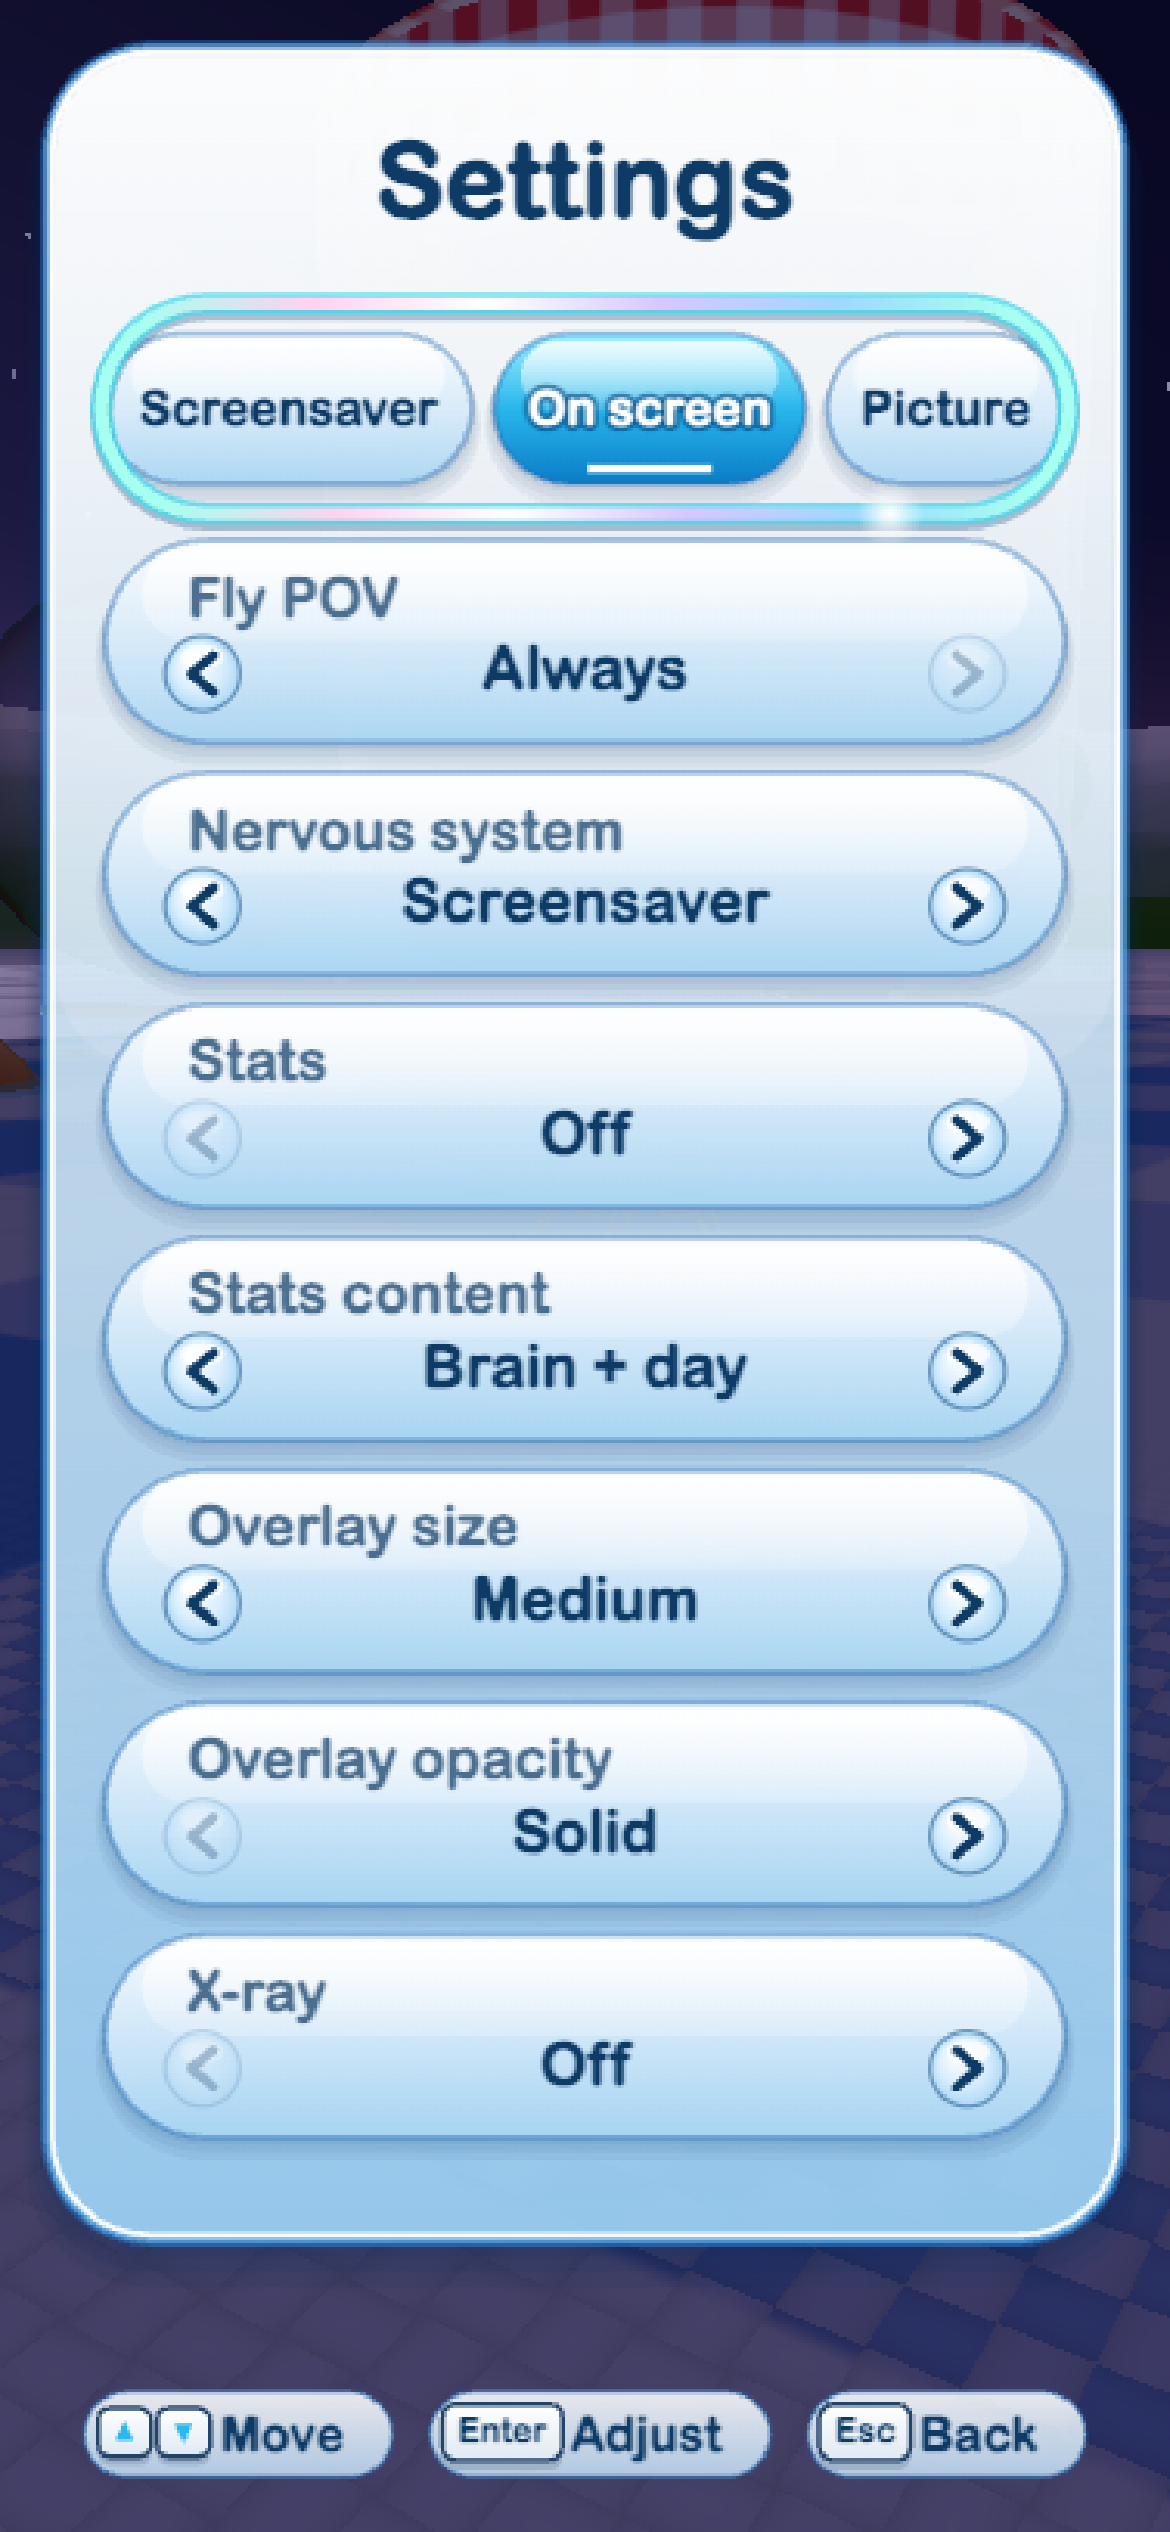 Settings
Screensaver On screen Picture
Fly POV
Always
Nervous system
Screensaver
Stats
Off
Stats content
Brain + day
Overlay size
Medium
Overlay opacity
Solid
X-ray
Off
Move Enter Adjust Esc Back